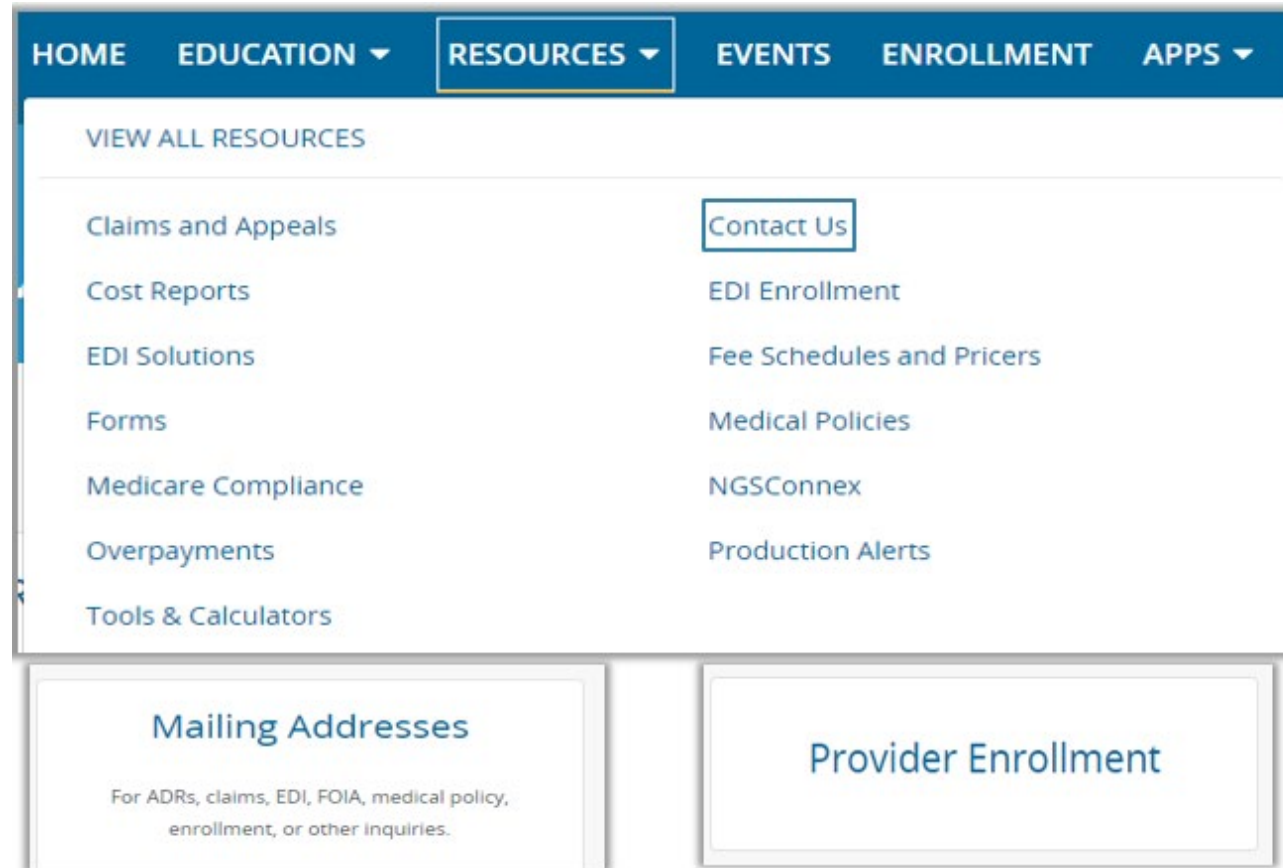 HOME EDUCATION RESOURCES EVENTS ENROLLMENT APPS
VIEW ALL RESOURCES
Claims and Appeals
Contact Us
Cost Reports
EDI Enrollment
EDI Solutions
Fee Schedules and Pricers
Forms
Medical Policies
Medicare Compliance
NGSConnex
Overpayments
Production Alerts
Tools & Calculators
Mailing Addresses
For ADRs, claims, EDI, FOIA, medical policy,
enrollment, or other inquiries.
Provider Enrollment